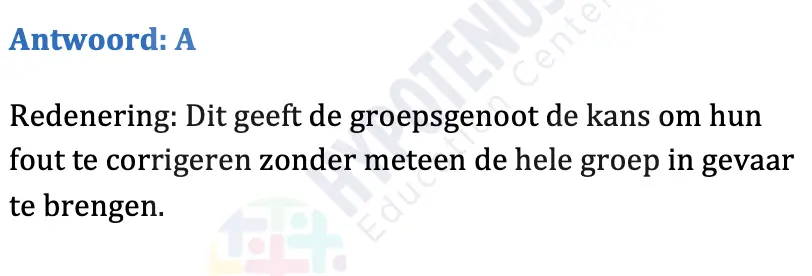 Antwoord: A
Redenering: Dit geeft de groepsgenoot de kans om hun
fout te corrigeren zonder meteen de hele groep in gevaar
te brengen.
HYPOTENUS
Education Center